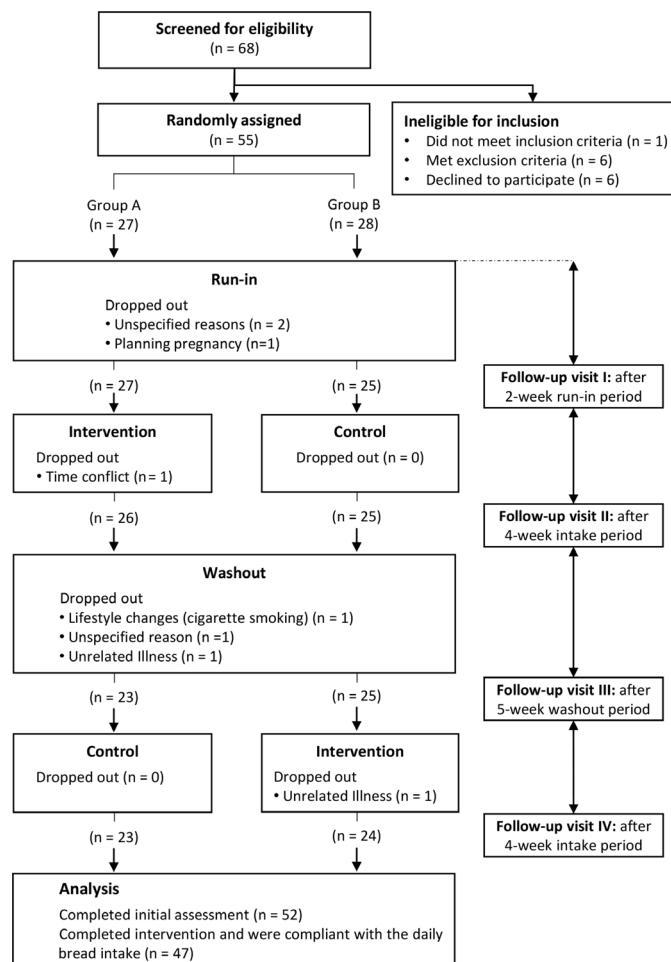 Screened for eligibility
(n = 68)
Randomly assigned
(n = 55)
Ineligible for inclusion
• Did not meet inclusion criteria (n = 1)
• Met exclusion criteria (n = 6)
• Declined to participate (n = 6)
Group A
(n = 27)
Group B
(n = 28)
Run-in
Dropped out
• Unspecified reasons (n = 2)
• Planning pregnancy (n=1)
(n = 27)
(n = 25)
Follow-up visit I: after
2-week run-in period
Intervention
Dropped out
• Time conflict (n = 1)
Control
Dropped out (n = 0)
(n = 26)
(n = 25)
Follow-up visit II: after
4-week intake period
Washout
Dropped out
• Lifestyle changes (cigarette smoking) (n = 1)
• Unspecified reason (n =1)
• Unrelated Illness (n = 1)
(n = 23)
(n = 25)
Follow-up visit III: after
5-week washout period
Control
Dropped out (n = 0)
Intervention
Dropped out
• Unrelated Illness (n = 1)
(n = 23)
(n = 24)
Follow-up visit IV: after
4-week intake period
Analysis
Completed initial assessment (n = 52)
Completed intervention and were compliant with the daily
bread intake (n = 47)